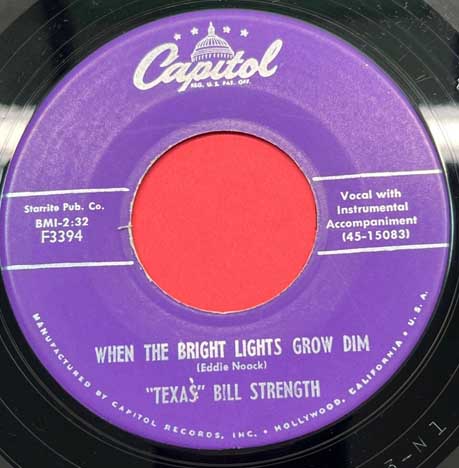 Capitol
REG. U. S. PAT. OFF.
Starrite Pub. Co.
BMI-2:32
F3394
Vocal with
Instrumental
Accompaniment
(45-15083)
WHEN THE BRIGHT LIGHTS GROW DIM
(Eddie Noack)
"TEXAS" BILL STRENGTH
MANUFACTURED BY CAPITOL RECORDS, INC. • HOLLYWOOD, CALIFORNIA • U. S. A.